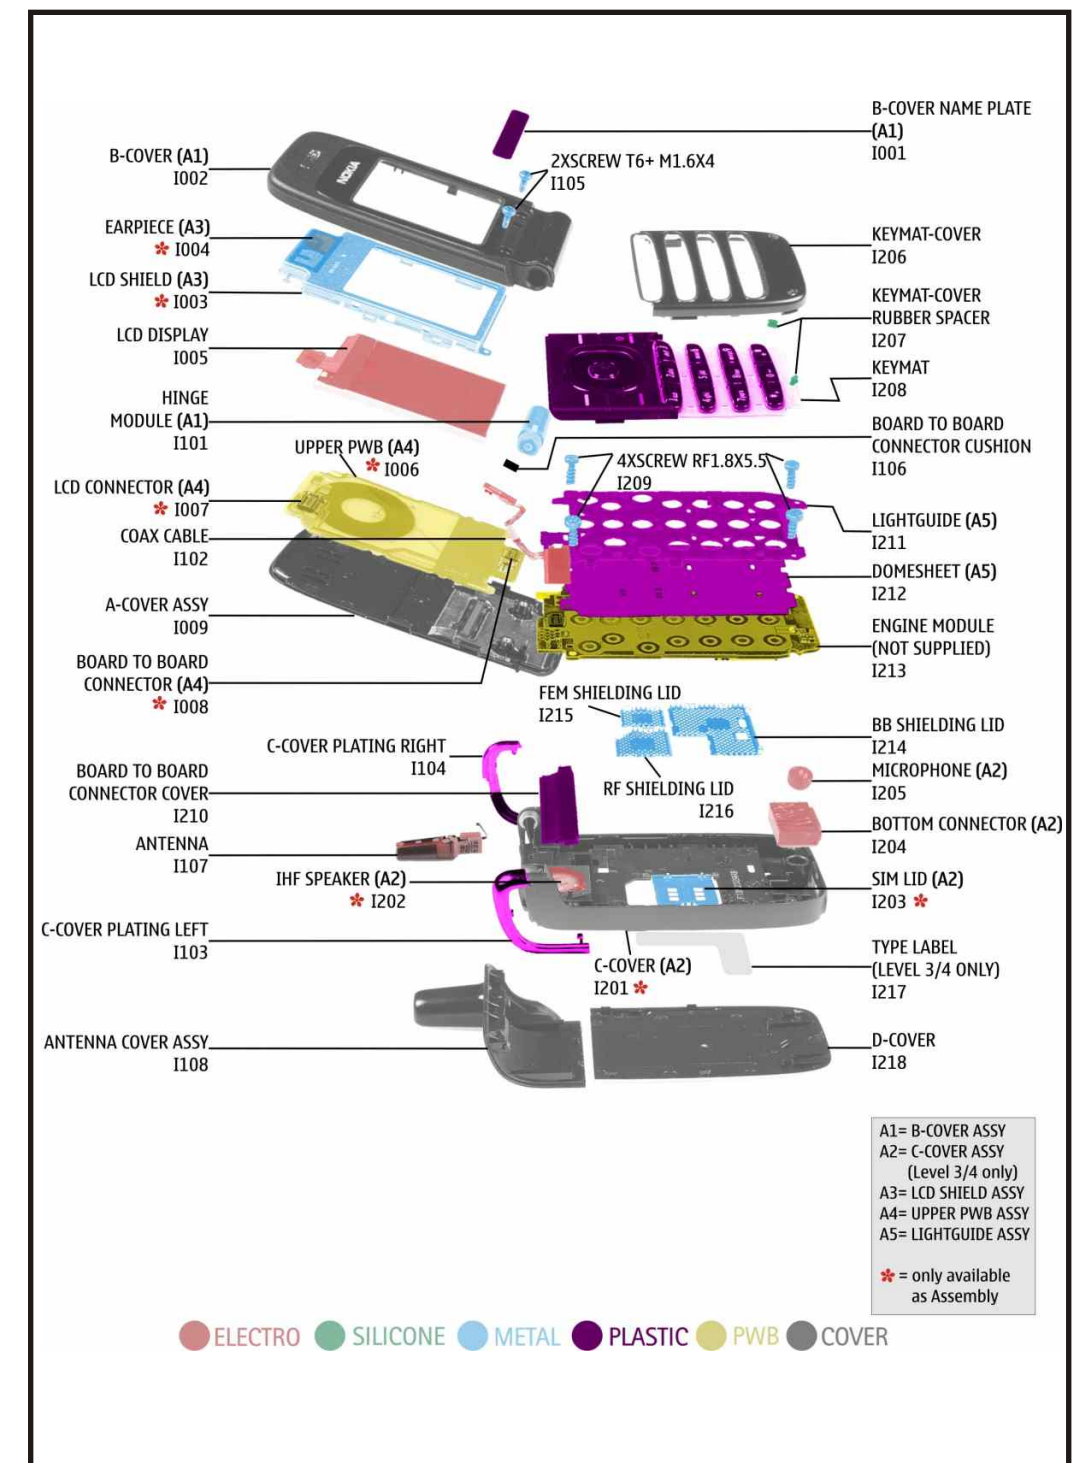 B-COVER NAME PLATE
(A1)
I001
B-COVER (A1)
I002
2XSCREW T6+ M1.6X4
I105
NOKIA
EARPIECE (A3)
* I004
KEYMAT-COVER
I206
LCD SHIELD (A3)
* I003
KEYMAT-COVER
RUBBER SPACER
I207
LCD DISPLAY
I005
KEYMAT
I208
HINGE
MODULE (A1)
I101
BOARD TO BOARD
CONNECTOR CUSHION
I106
UPPER PWB (A4)
* I006
4XSCREW RF1.8X5.5
I209
LCD CONNECTOR (A4)
* I007
LIGHTGUIDE (A5)
I211
COAX CABLE
I102
DOMESHEET (A5)
I212
A-COVER ASSY
I009
ENGINE MODULE
(NOT SUPPLIED)
I213
BOARD TO BOARD
CONNECTOR (A4)
* I008
FEM SHIELDING LID
I215
BB SHIELDING LID
I214
C-COVER PLATING RIGHT
I104
MICROPHONE (A2)
I205
BOARD TO BOARD
CONNECTOR COVER
I210
RF SHIELDING LID
I216
BOTTOM CONNECTOR (A2)
I204
ANTENNA
I107
IHF SPEAKER (A2)
* I202
SIM LID (A2)
I203 *
C-COVER PLATING LEFT
I103
TYPE LABEL
(LEVEL 3/4 ONLY)
I217
C-COVER (A2)
I201 *
ANTENNA COVER ASSY
I108
D-COVER
I218
A1= B-COVER ASSY
A2= C-COVER ASSY
(Level 3/4 only)
A3= LCD SHIELD ASSY
A4= UPPER PWB ASSY
A5= LIGHTGUIDE ASSY
* = only available
as Assembly
ELECTRO SILICONE METAL PLASTIC PWB COVER